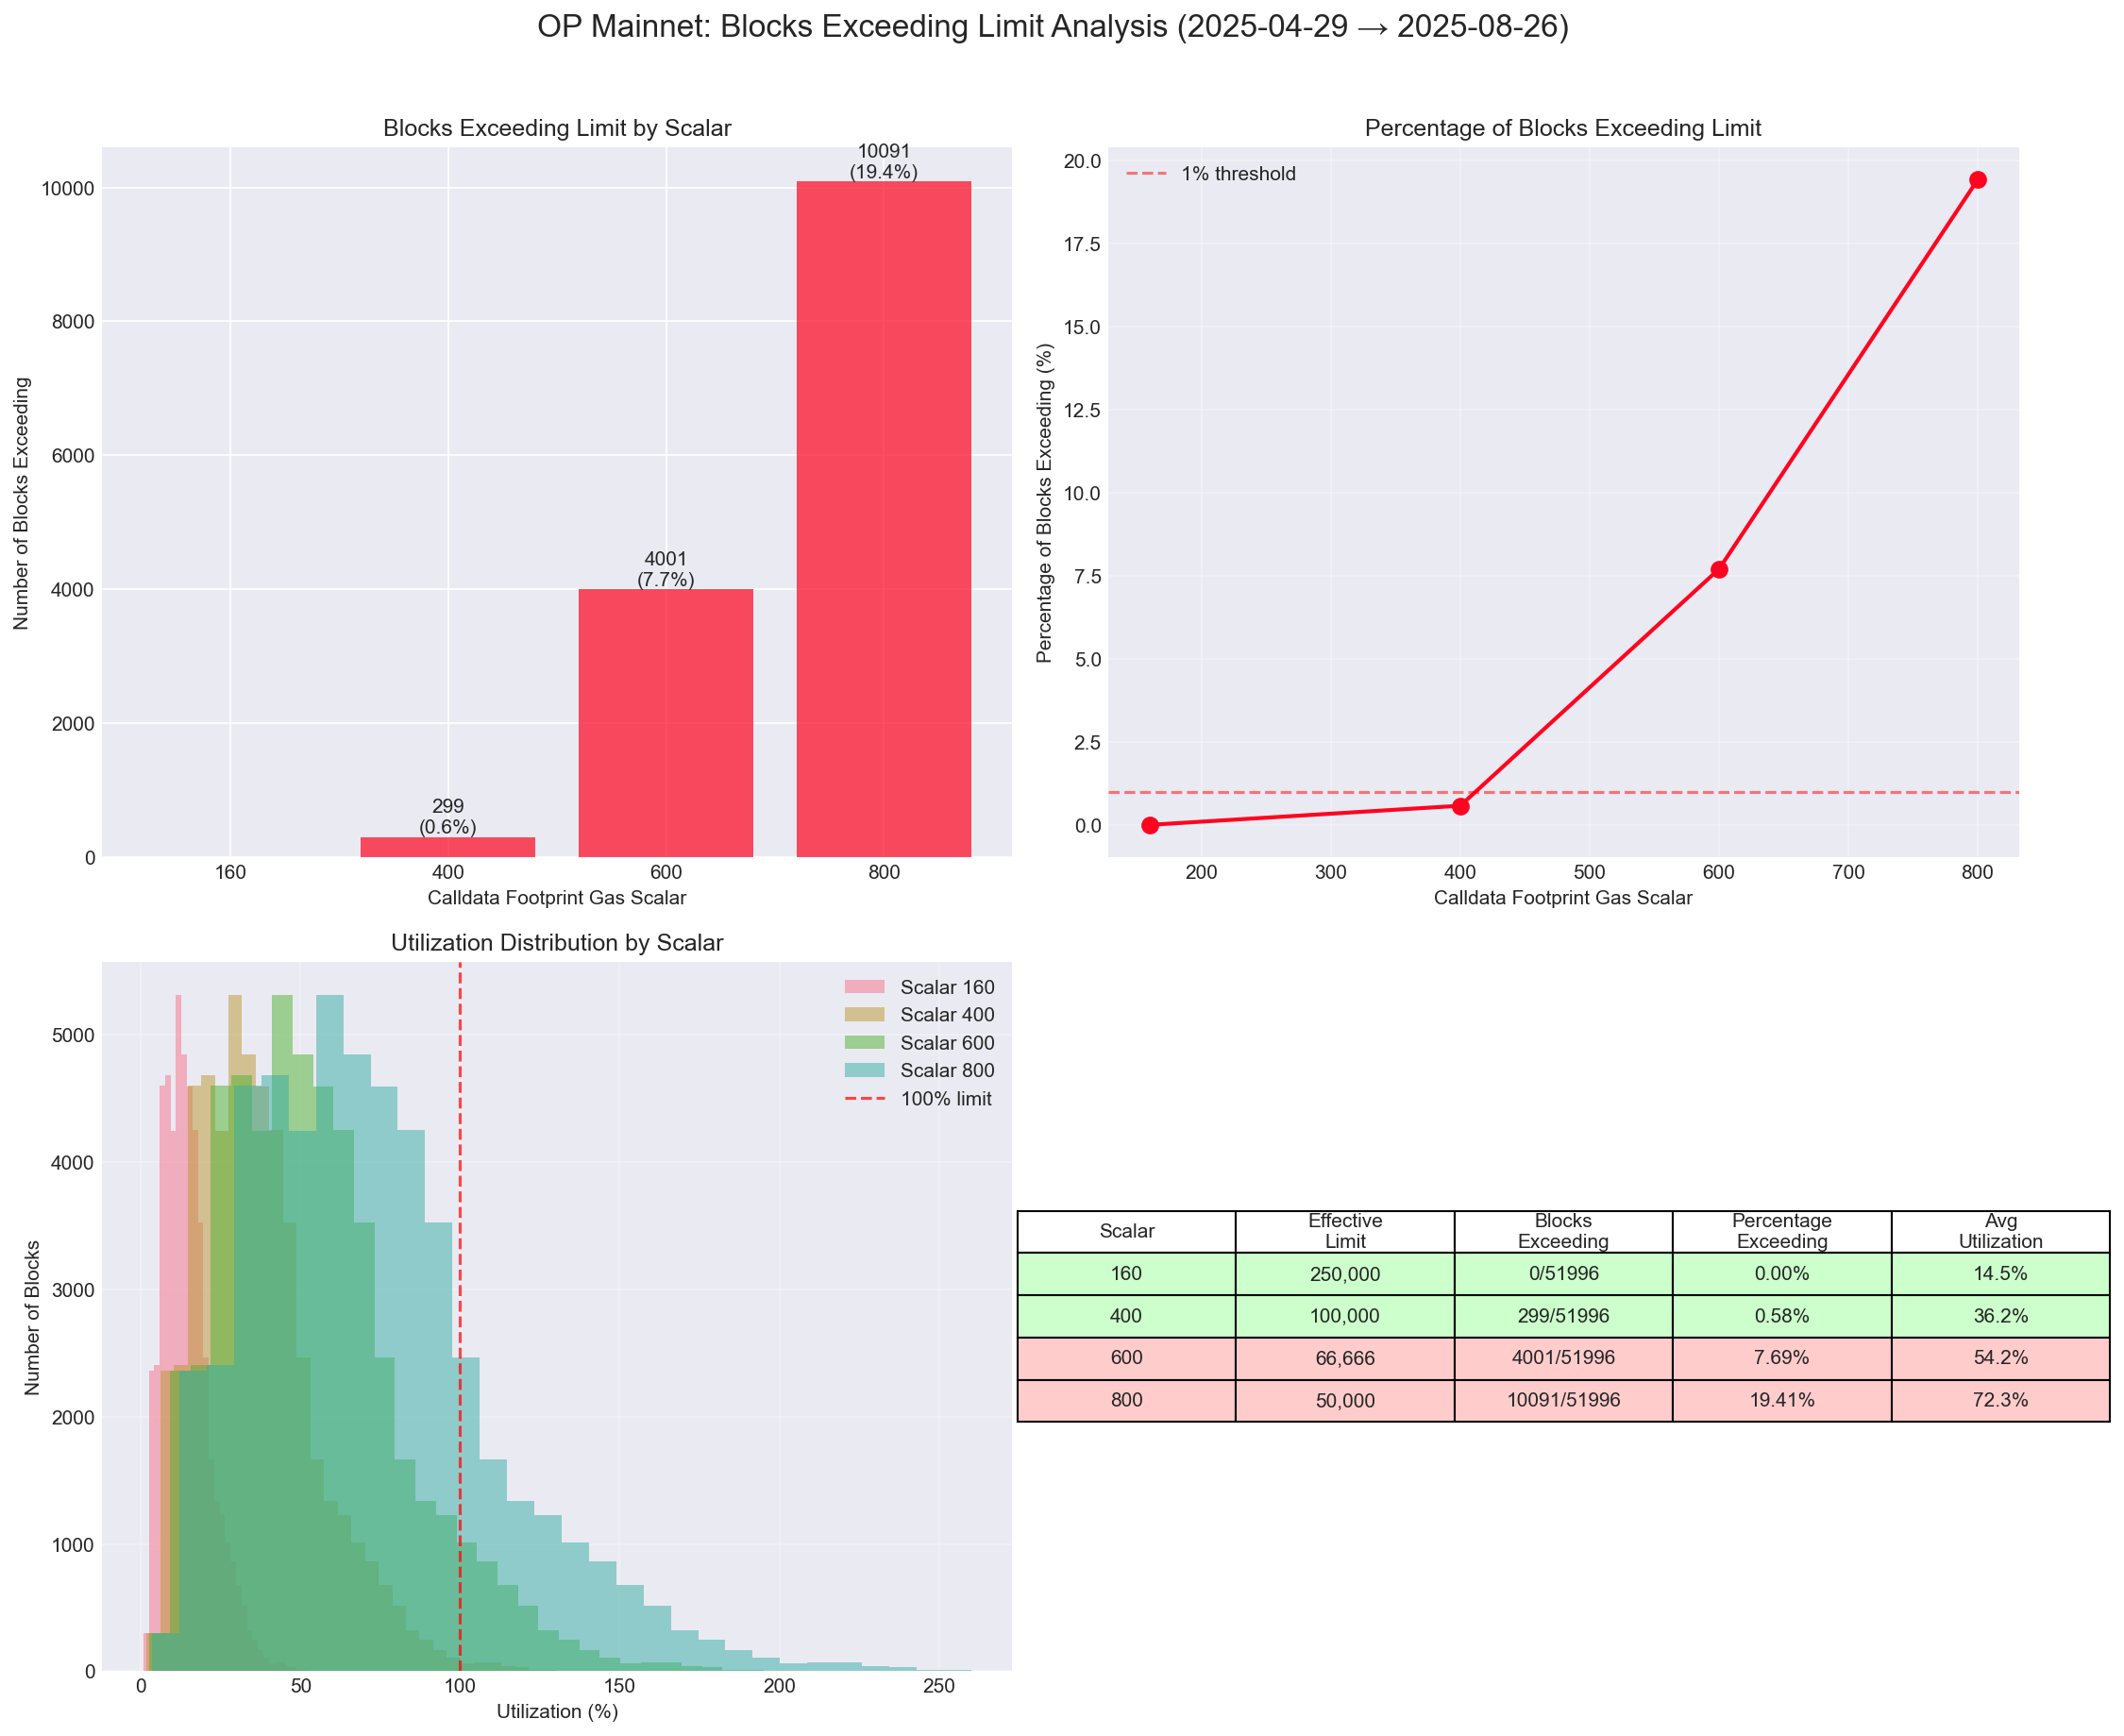 OP Mainnet: Blocks Exceeding Limit Analysis (2025-04-29 → 2025-08-26)
Blocks Exceeding Limit by Scalar
Number of Blocks Exceeding
10000
8000
6000
4000
2000
0
10091
(19.4%)
4001
(7.7%)
299
(0.6%)
160 400 600 800
Calldata Footprint Gas Scalar
Percentage of Blocks Exceeding Limit
Percentage of Blocks Exceeding (%)
1% threshold
20.0
17.5
15.0
12.5
10.0
7.5
5.0
2.5
0.0
200 300 400 500 600 700 800
Calldata Footprint Gas Scalar
Utilization Distribution by Scalar
Number of Blocks
5000
4000
3000
2000
1000
0
Scalar 160
Scalar 400
Scalar 600
Scalar 800
100% limit
0 50 100 150 200 250
Utilization (%)
Scalar Effective Limit Blocks Exceeding Percentage Exceeding Avg Utilization
160 250,000 0/51996 0.00% 14.5%
400 100,000 299/51996 0.58% 36.2%
600 66,666 4001/51996 7.69% 54.2%
800 50,000 10091/51996 19.41% 72.3%